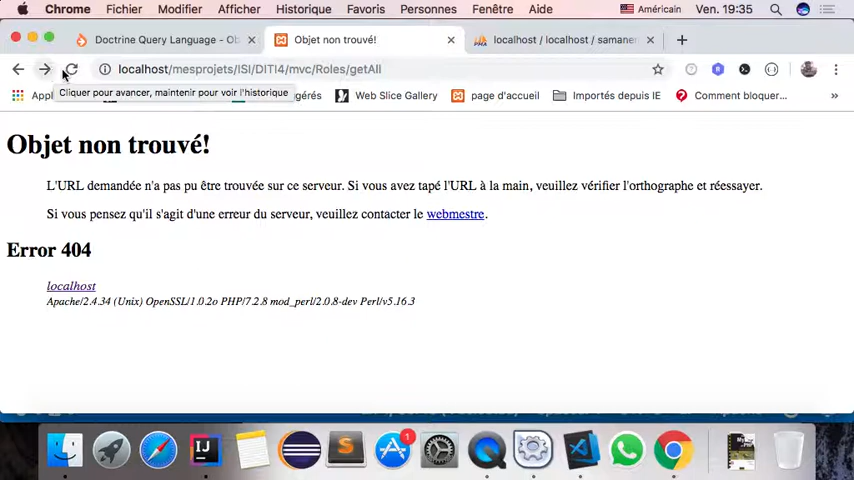 Chrome Fichier Modifier Afficher Historique Favoris Personnes Fenêtre Aide Américain Ven. 19:35
Doctrine Query Language - Ob Objet non trouvé! localhost / localhost / samane
localhost/mesprojets/ISI/DITI4/mvc/Roles/getAll
Cliquer pour avancer, maintenir pour voir l'historique
Appl gérés Web Slice Gallery page d'accueil Importés depuis IE Comment bloquer... »
Objet non trouvé!
L'URL demandée n'a pas pu être trouvée sur ce serveur. Si vous avez tapé l'URL à la main, veuillez vérifier l'orthographe et réessayer.
Si vous pensez qu'il s'agit d'une erreur du serveur, veuillez contacter le webmestre.
Error 404
localhost
Apache/2.4.34 (Unix) OpenSSL/1.0.2o PHP/7.2.8 mod_perl/2.0.8-dev Perl/v5.16.3